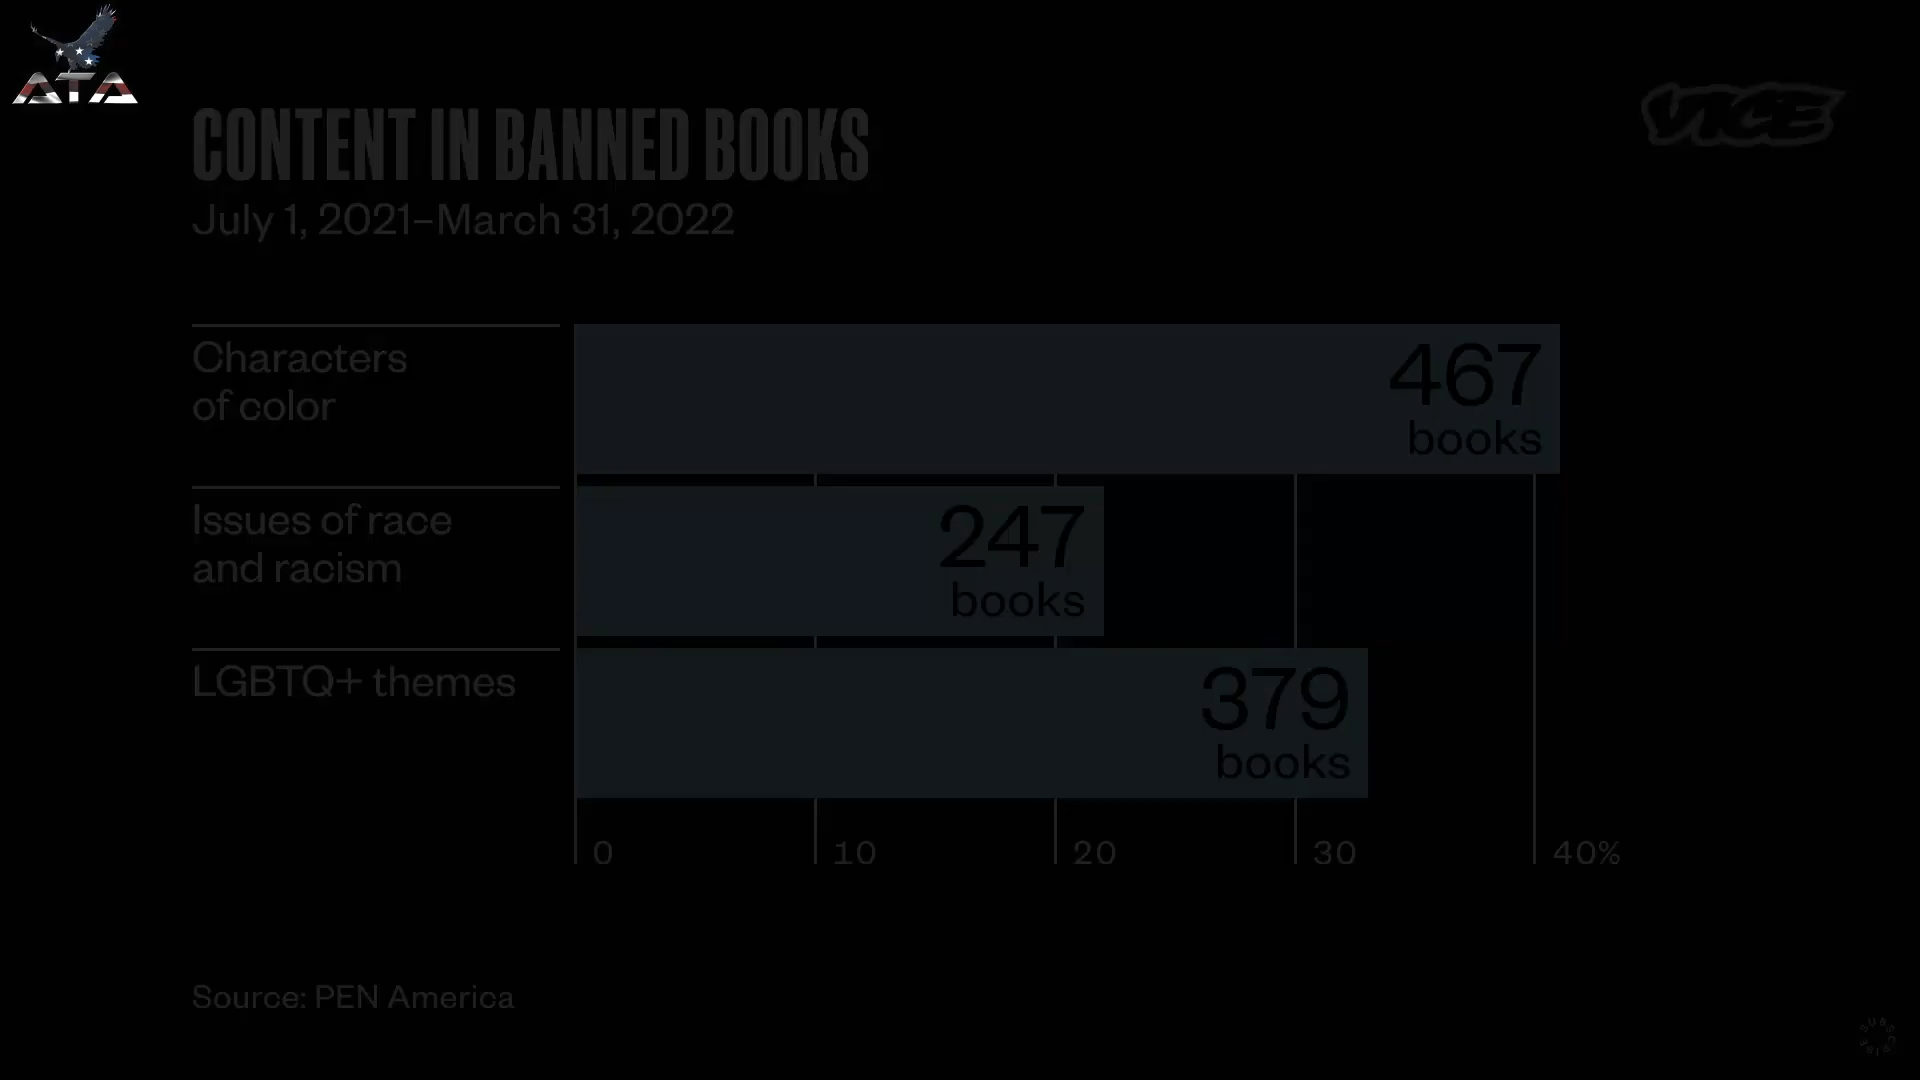 ATA
VICE
CONTENT IN BANNED BOOKS
July 1, 2021–March 31, 2022
Characters
of color
467
books
Issues of race
and racism
247
books
LGBTQ+ themes
379
books
0 10 20 30 40%
Source: PEN America
SUBSCRIBE